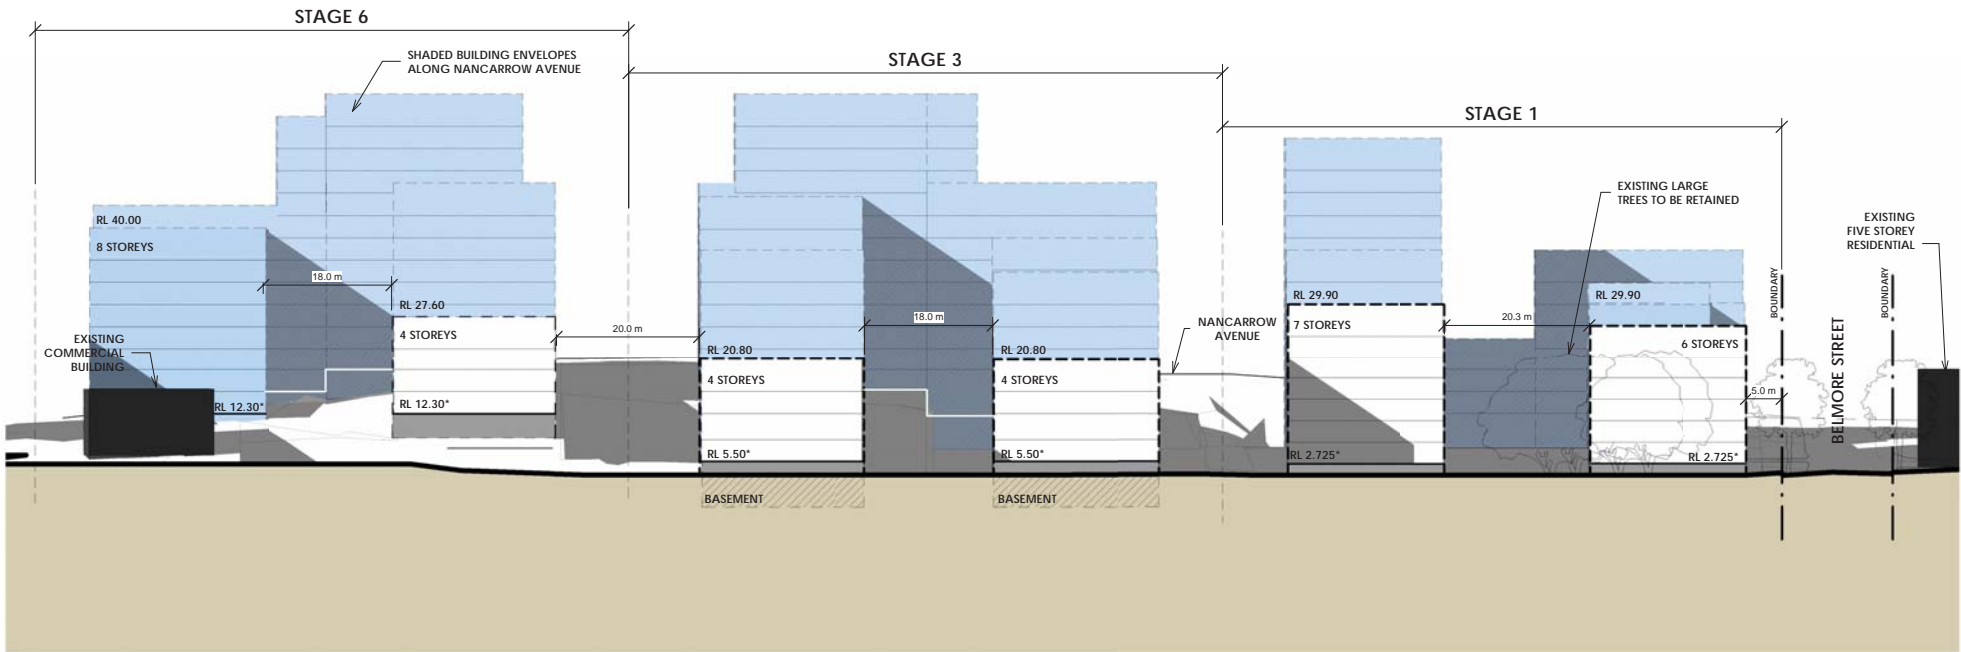 STAGE 6
STAGE 3
STAGE 1
SHADED BUILDING ENVELOPES
ALONG NANCARROW AVENUE
EXISTING LARGE
TREES TO BE RETAINED
EXISTING
FIVE STOREY
RESIDENTIAL
RL 40.00
8 STOREYS
18.0 m
RL 27.60
4 STOREYS
20.0 m
EXISTING
COMMERCIAL
BUILDING
RL 12.30*
RL 12.30*
RL 20.80
4 STOREYS
18.0 m
RL 20.80
4 STOREYS
NANCARROW
AVENUE
RL 29.90
7 STOREYS
20.3 m
RL 29.90
6 STOREYS
5.0 m
BOUNDARY
BELMORE STREET
BOUNDARY
RL 5.50*
RL 5.50*
RL 2.725*
RL 2.725*
BASEMENT
BASEMENT